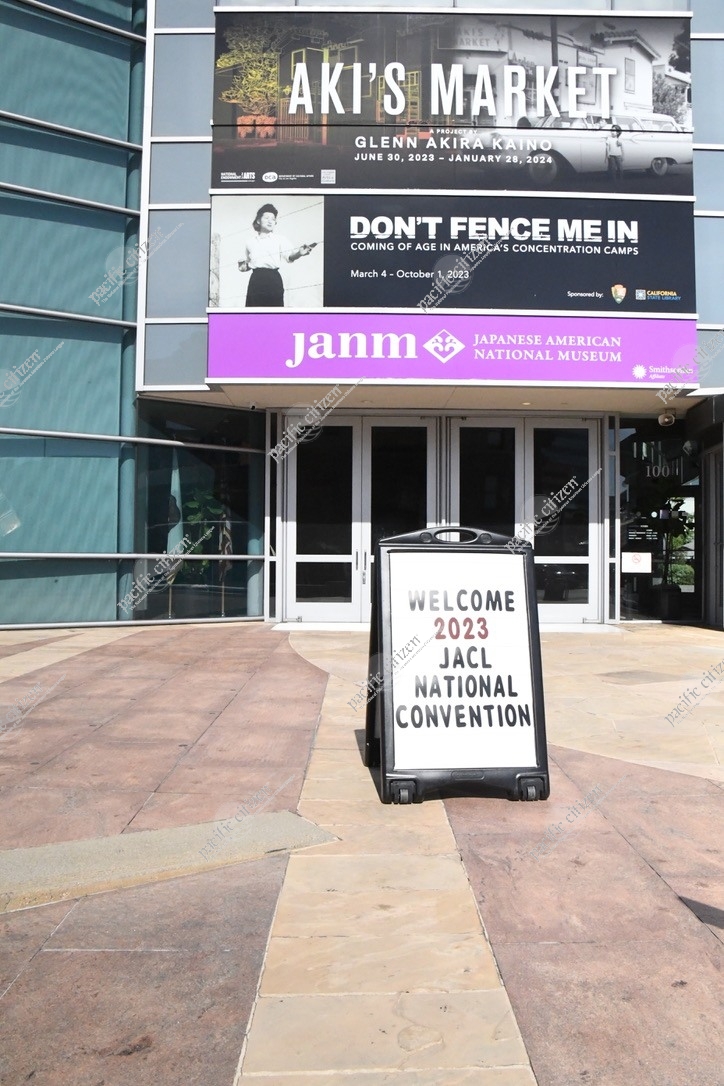 AKI'S MARKET
A PROJECT BY
GLENN AKIRA KAINO
JUNE 30, 2023 – JANUARY 28, 2024
DON'T FENCE ME IN
COMING OF AGE IN AMERICA'S CONCENTRATION CAMPS
March 4 – October 1, 2023
Sponsored by:
CALIFORNIA
STATE LIBRARY
janm
JAPANESE AMERICAN
NATIONAL MUSEUM
Smithsonian
Affiliate
100
WELCOME
2023
JACL
NATIONAL
CONVENTION
pacific citizen